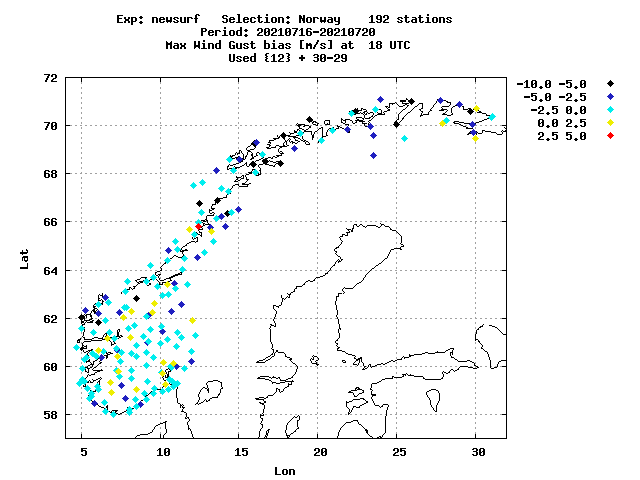 Exp: newsurf   Selection: Norway    192 stations
Period: 20210716-20210720
Max Wind Gust bias [m/s] at  18 UTC
Used {12} + 30-29
-10.0 -5.0
-5.0 -2.5
-2.5 0.0
0.0 2.5
2.5 5.0
72
70
68
66
64
62
60
58
Lat
5 10 15 20 25 30
Lon